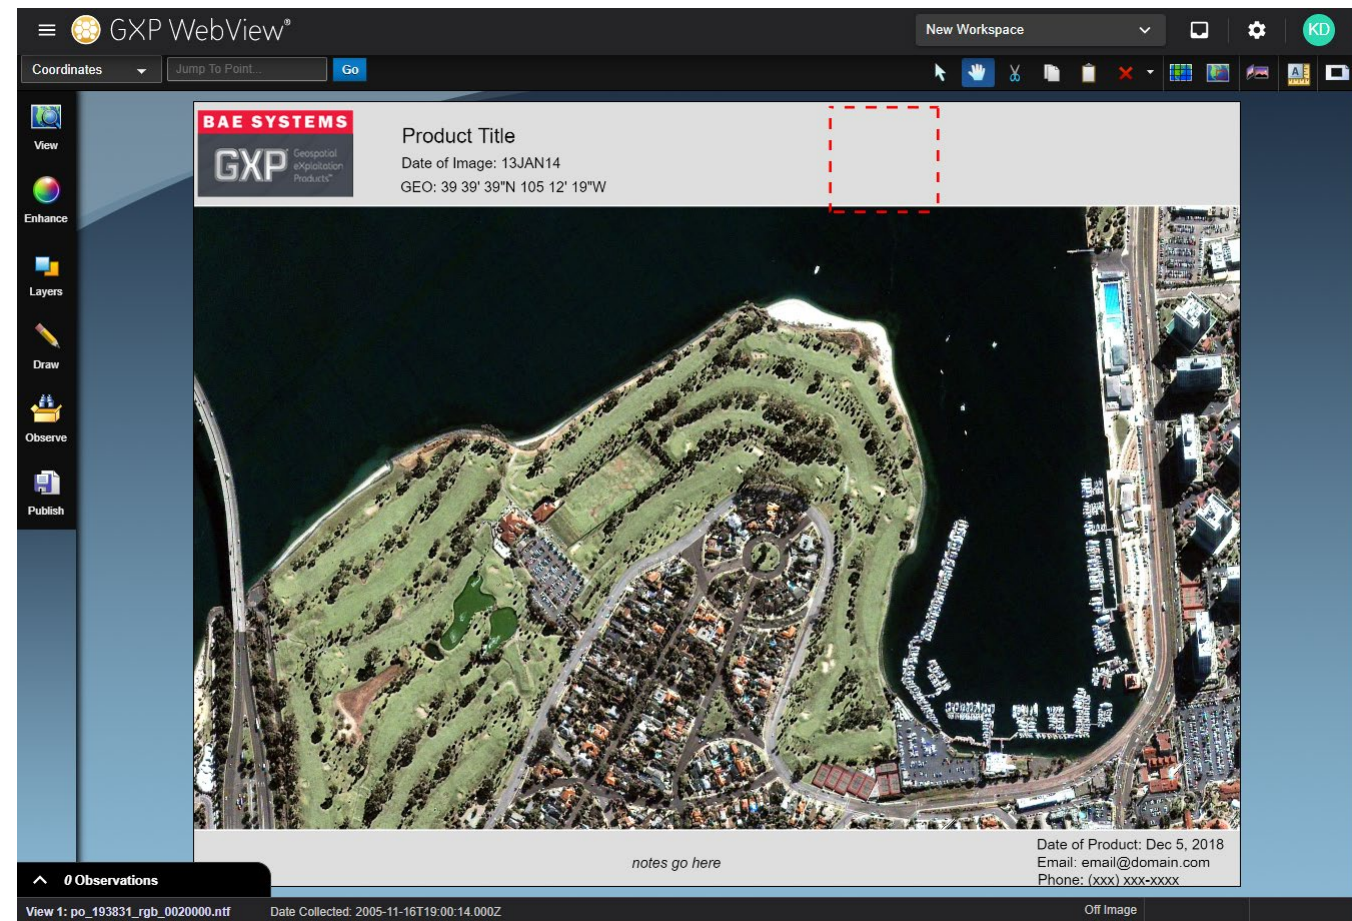 GXP WebView®
New Workspace
KD
Coordinates
Jump To Point...
Go
View
Enhance
Layers
Draw
Observe
Publish
BAE SYSTEMS
GXP Geospatial
eXploitation
Products™
Product Title
Date of Image: 13JAN14
GEO: 39 39' 39"N 105 12' 19"W
notes go here
Date of Product: Dec 5, 2018
Email: email@domain.com
Phone: (xxx) xxx-xxxx
0 Observations
View 1: po_193831_rgb_0020000.ntf
Date Collected: 2005-11-16T19:00:14.000Z
Off Image